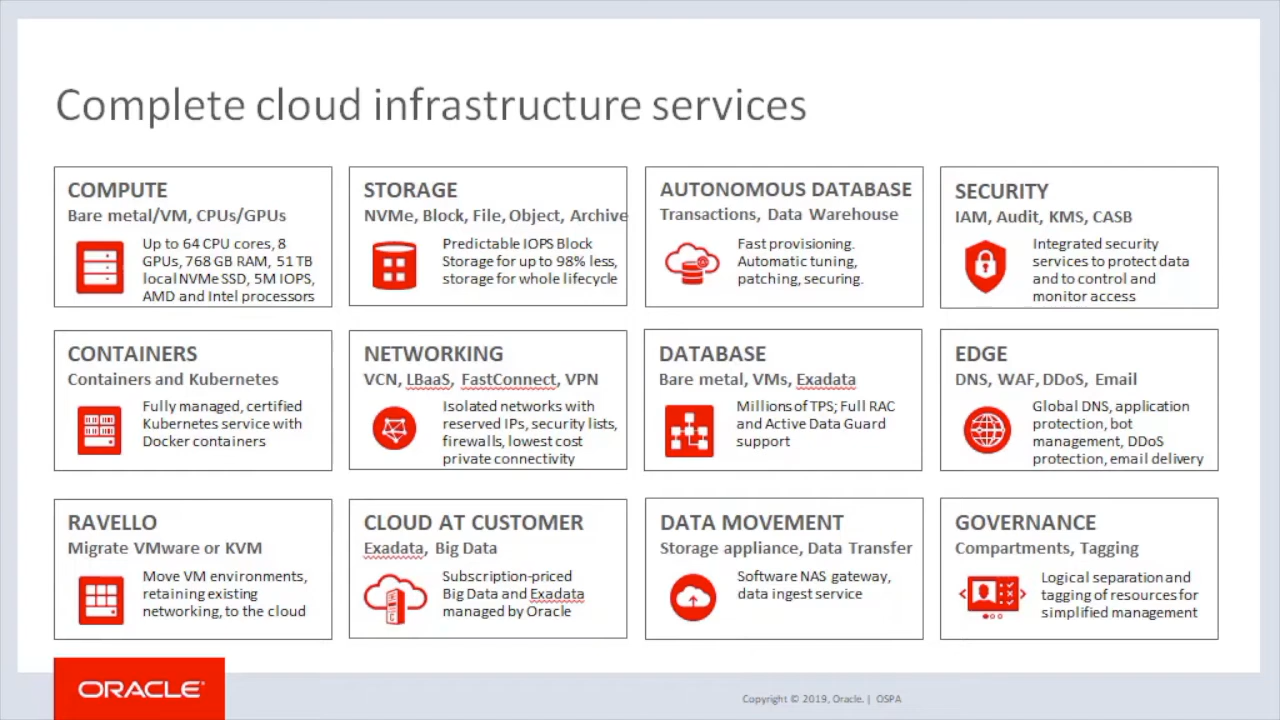 Complete cloud infrastructure services
COMPUTE
Bare metal/VM, CPUs/GPUs
Up to 64 CPU cores, 8
GPUs, 768 GB RAM, 51 TB
local NVMe SSD, 5M IOPS,
AMD and Intel processors
STORAGE
NVMe, Block, File, Object, Archive
Predictable IOPS Block
Storage for up to 98% less,
storage for whole lifecycle
AUTONOMOUS DATABASE
Transactions, Data Warehouse
Fast provisioning.
Automatic tuning,
patching, securing.
SECURITY
IAM, Audit, KMS, CASB
Integrated security
services to protect data
and to control and
monitor access
CONTAINERS
Containers and Kubernetes
Fully managed, certified
Kubernetes service with
Docker containers
NETWORKING
VCN, LBaaS, FastConnect, VPN
Isolated networks with
reserved IPs, security lists,
firewalls, lowest cost
private connectivity
DATABASE
Bare metal, VMs, Exadata
Millions of TPS; Full RAC
and Active Data Guard
support
EDGE
DNS, WAF, DDoS, Email
Global DNS, application
protection, bot
management, DDoS
protection, email delivery
RAVELLO
Migrate VMware or KVM
Move VM environments,
retaining existing
networking, to the cloud
CLOUD AT CUSTOMER
Exadata, Big Data
Subscription-priced
Big Data and Exadata
managed by Oracle
DATA MOVEMENT
Storage appliance, Data Transfer
Software NAS gateway,
data ingest service
GOVERNANCE
Compartments, Tagging
Logical separation and
tagging of resources for
simplified management
ORACLE®
Copyright © 2019, Oracle. | OSPA